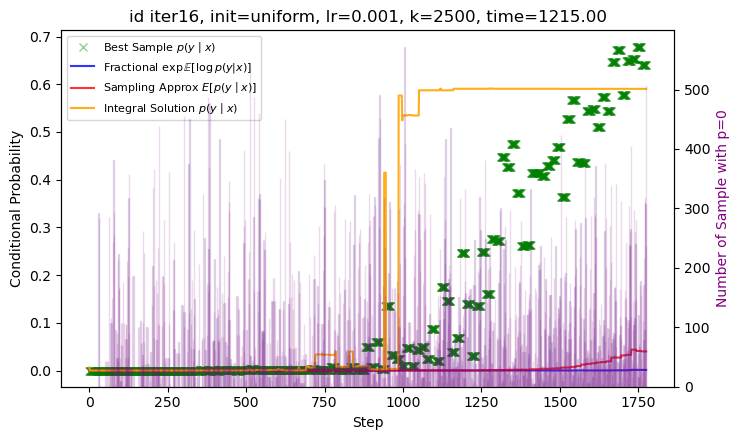 id iter16, init=uniform, lr=0.001, k=2500, time=1215.00
Best Sample p(y | x)
Fractional exp 𝔼[log p(y|x)]
Sampling Approx E[p(y | x)]
Integral Solution p(y | x)
Conditional Probability
0.7
0.6
0.5
0.4
0.3
0.2
0.1
0.0
500
400
300
200
100
0
Number of Sample with p=0
0
250
500
750
1000
1250
1500
1750
Step